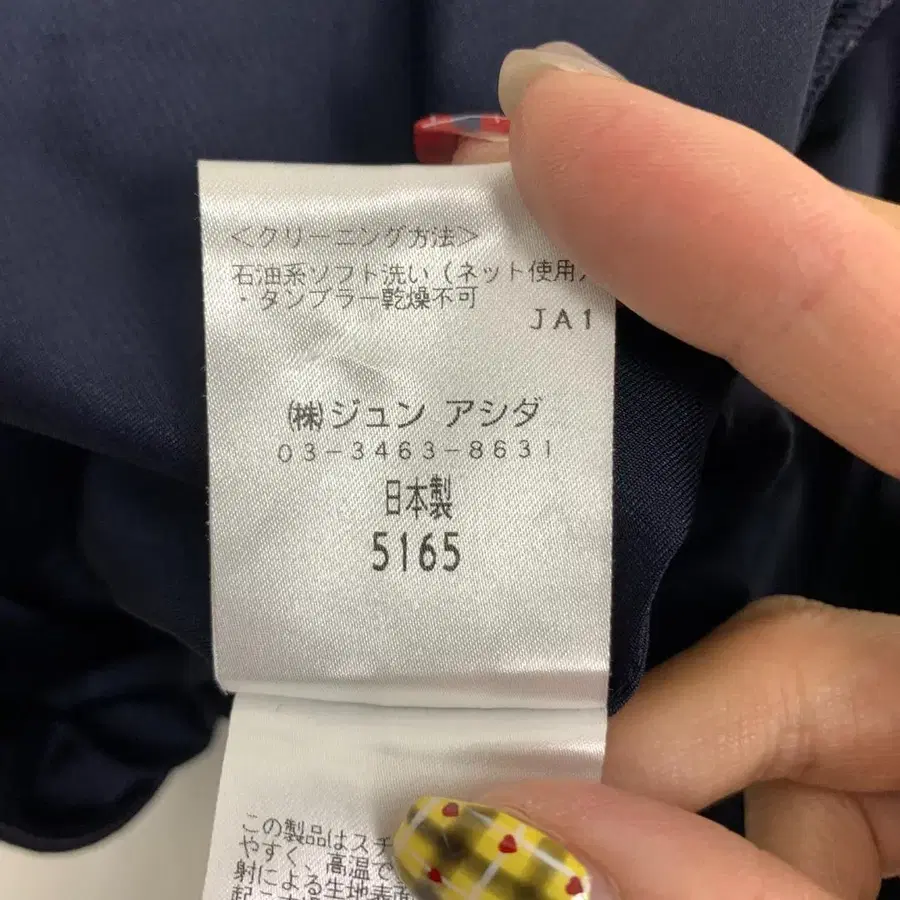 <クリーニング方法>
石油系ソフト洗い(ネット使用)
・タンブラー乾燥不可
JA1
㈱ジュン アシダ
03-3463-8631
日本製
5165
この製品はスチ
やすく、高温で
射による生地表面